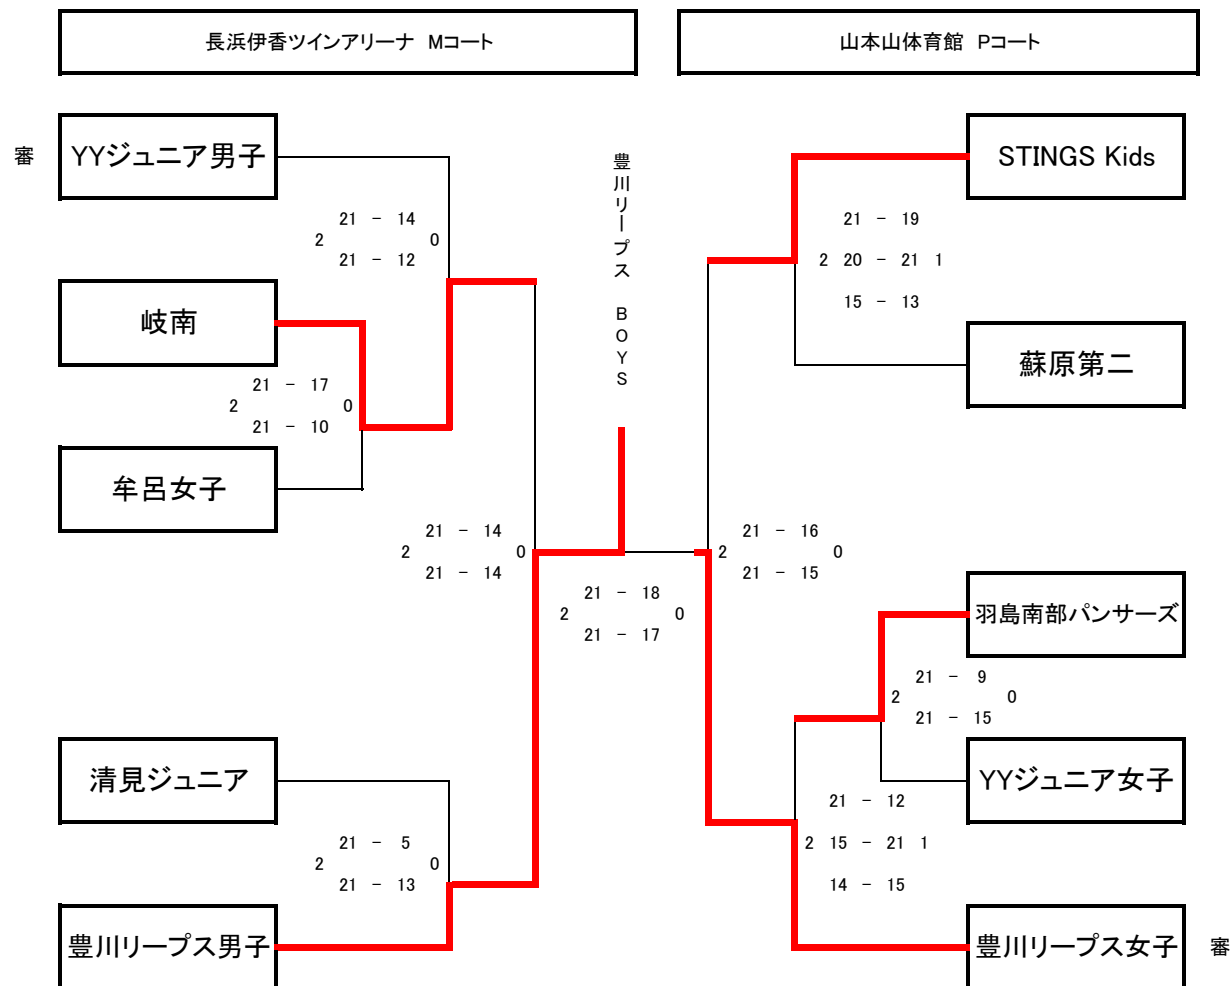 長浜伊香ツインアリーナ Mコート
山本山体育館 Pコート
審
YYジュニア男子
21 － 14
2 0
21 － 12
岐南
21 － 17
2 0
21 － 10
牟呂女子
21 － 14
2 0
21 － 14
清見ジュニア
21 － 5
2 0
21 － 13
豊川リープス男子
豊川リープス BOYS
21 － 18
2 0
21 － 17
STINGS Kids
21 － 19
2 20 － 21 1
15 － 13
蘇原第二
21 － 16
2 0
21 － 15
羽島南部パンサーズ
21 － 9
2 0
21 － 15
YYジュニア女子
21 － 12
2 15 － 21 1
14 － 15
豊川リープス女子
審